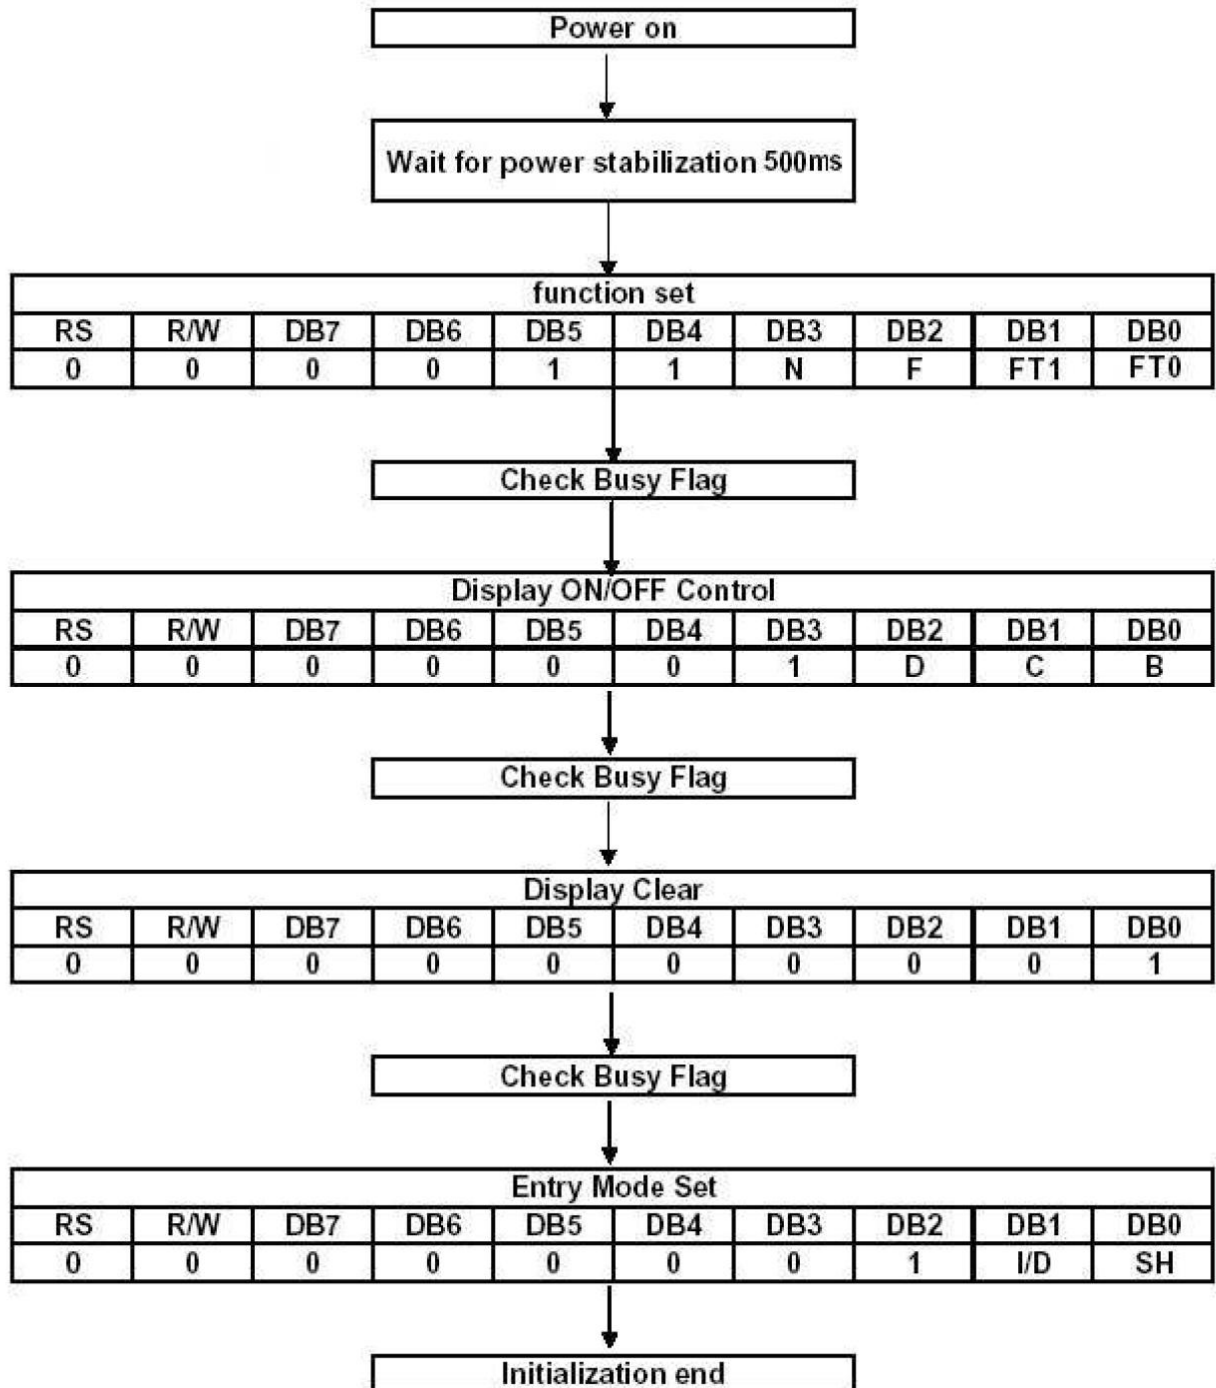 Power on
Wait for power stabilization 500ms
function set
RS R/W DB7 DB6 DB5 DB4 DB3 DB2 DB1 DB0
0 0 0 0 1 1 N F FT1 FT0
Check Busy Flag
Display ON/OFF Control
RS R/W DB7 DB6 DB5 DB4 DB3 DB2 DB1 DB0
0 0 0 0 0 0 1 D C B
Check Busy Flag
Display Clear
RS R/W DB7 DB6 DB5 DB4 DB3 DB2 DB1 DB0
0 0 0 0 0 0 0 0 0 1
Check Busy Flag
Entry Mode Set
RS R/W DB7 DB6 DB5 DB4 DB3 DB2 DB1 DB0
0 0 0 0 0 0 0 1 I/D SH
Initialization end